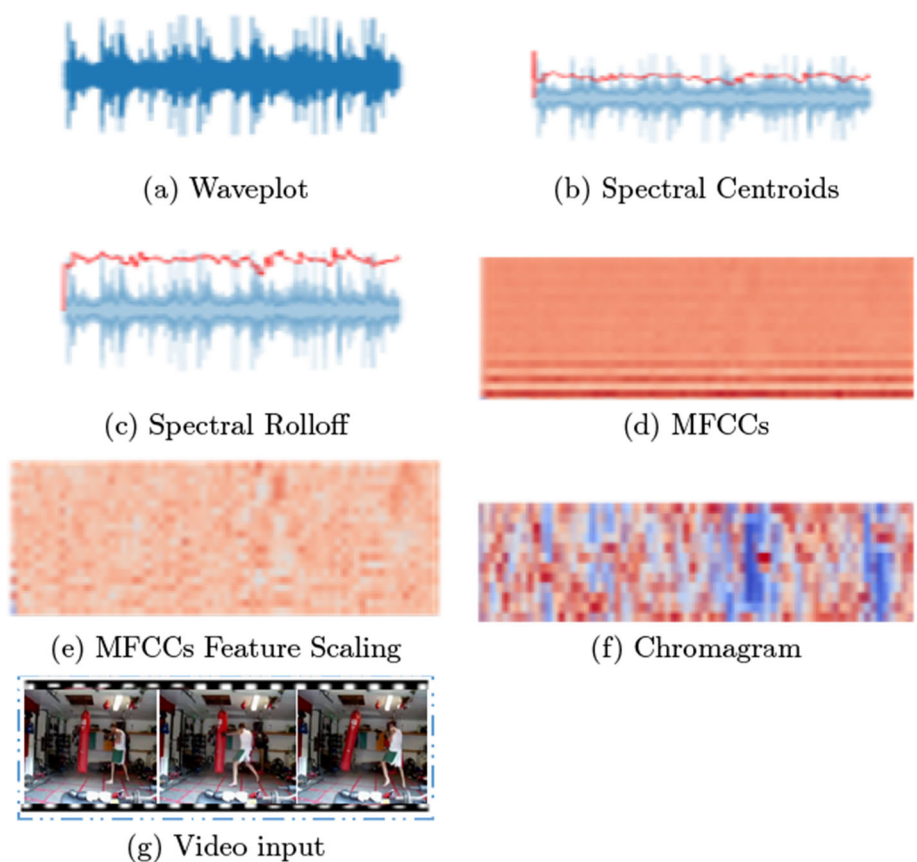 (a) Waveplot
(b) Spectral Centroids
(c) Spectral Rolloff
(d) MFCCs
(e) MFCCs Feature Scaling
(f) Chromagram
(g) Video input